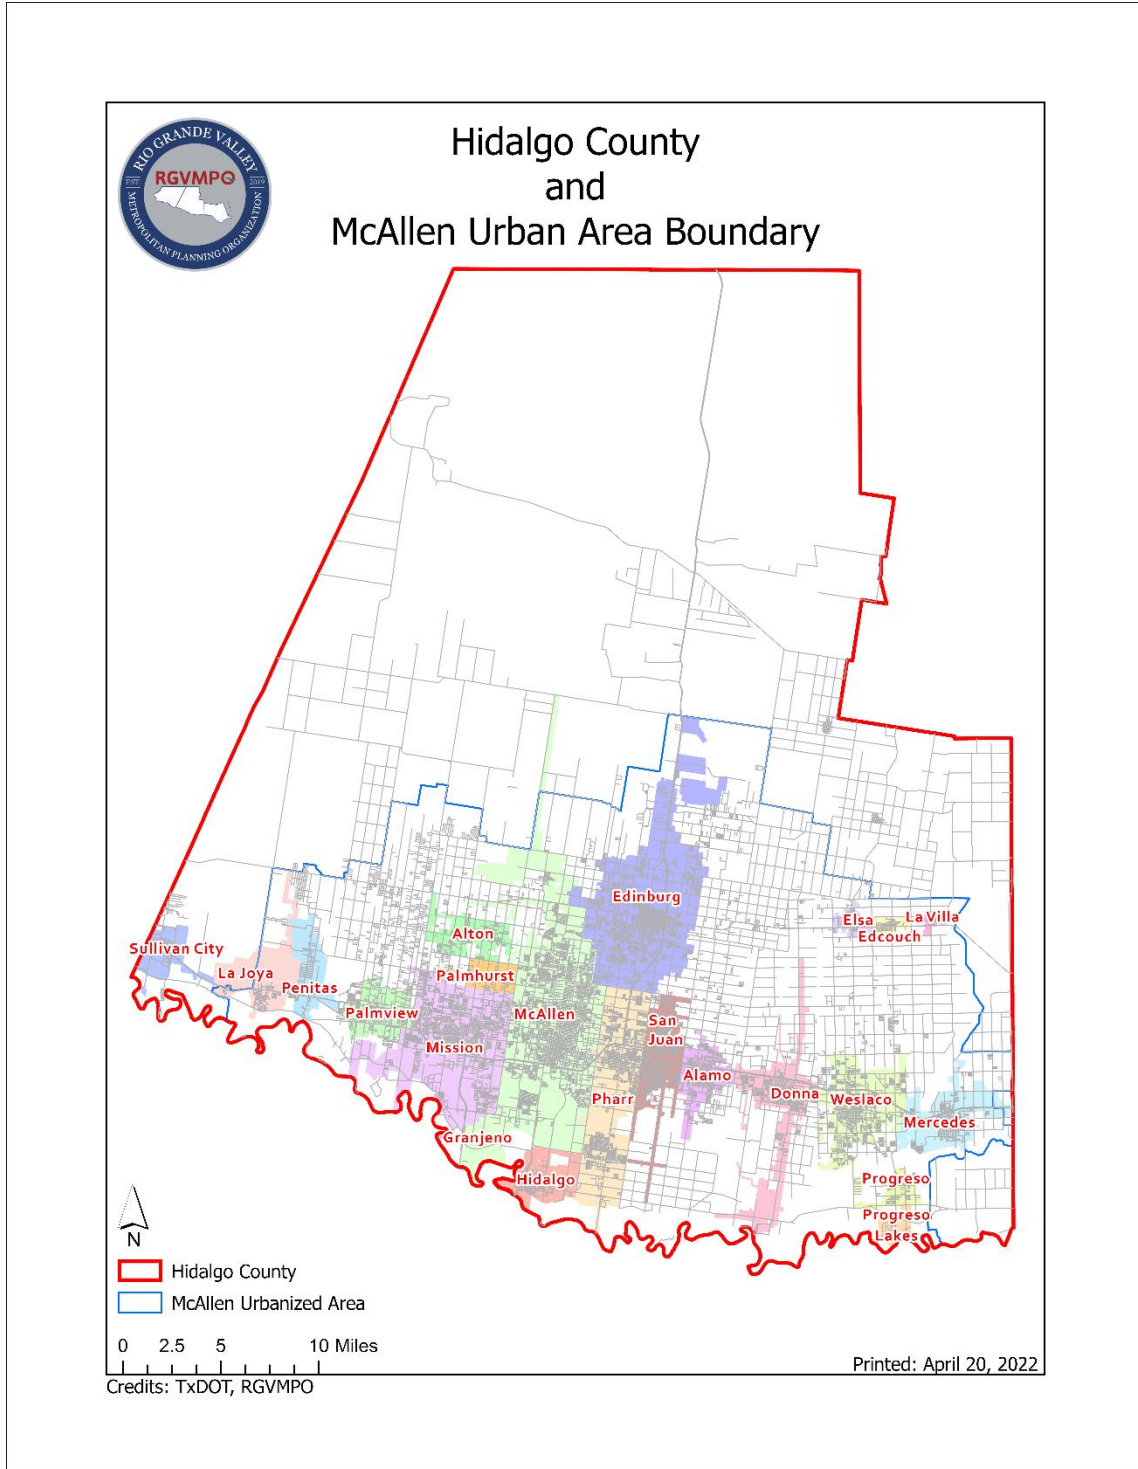 RIO GRANDE VALLEY
EST.
RGVMPO
2019
METROPOLITAN PLANNING ORGANIZATION
Hidalgo County
and
McAllen Urban Area Boundary
Edinburg
Elsa
La Villa
Edcouch
Alton
Sullivan City
La Joya
Palmhurst
Penitas
Palmview
McAllen
San
Juan
Mission
Alamo
Donna
Weslaco
Pharr
Mercedes
Granjeno
Hidalgo
Progreso
Progreso
Lakes
N
Hidalgo County
McAllen Urbanized Area
0 2.5 5 10 Miles
Printed: April 20, 2022
Credits: TxDOT, RGVMPO